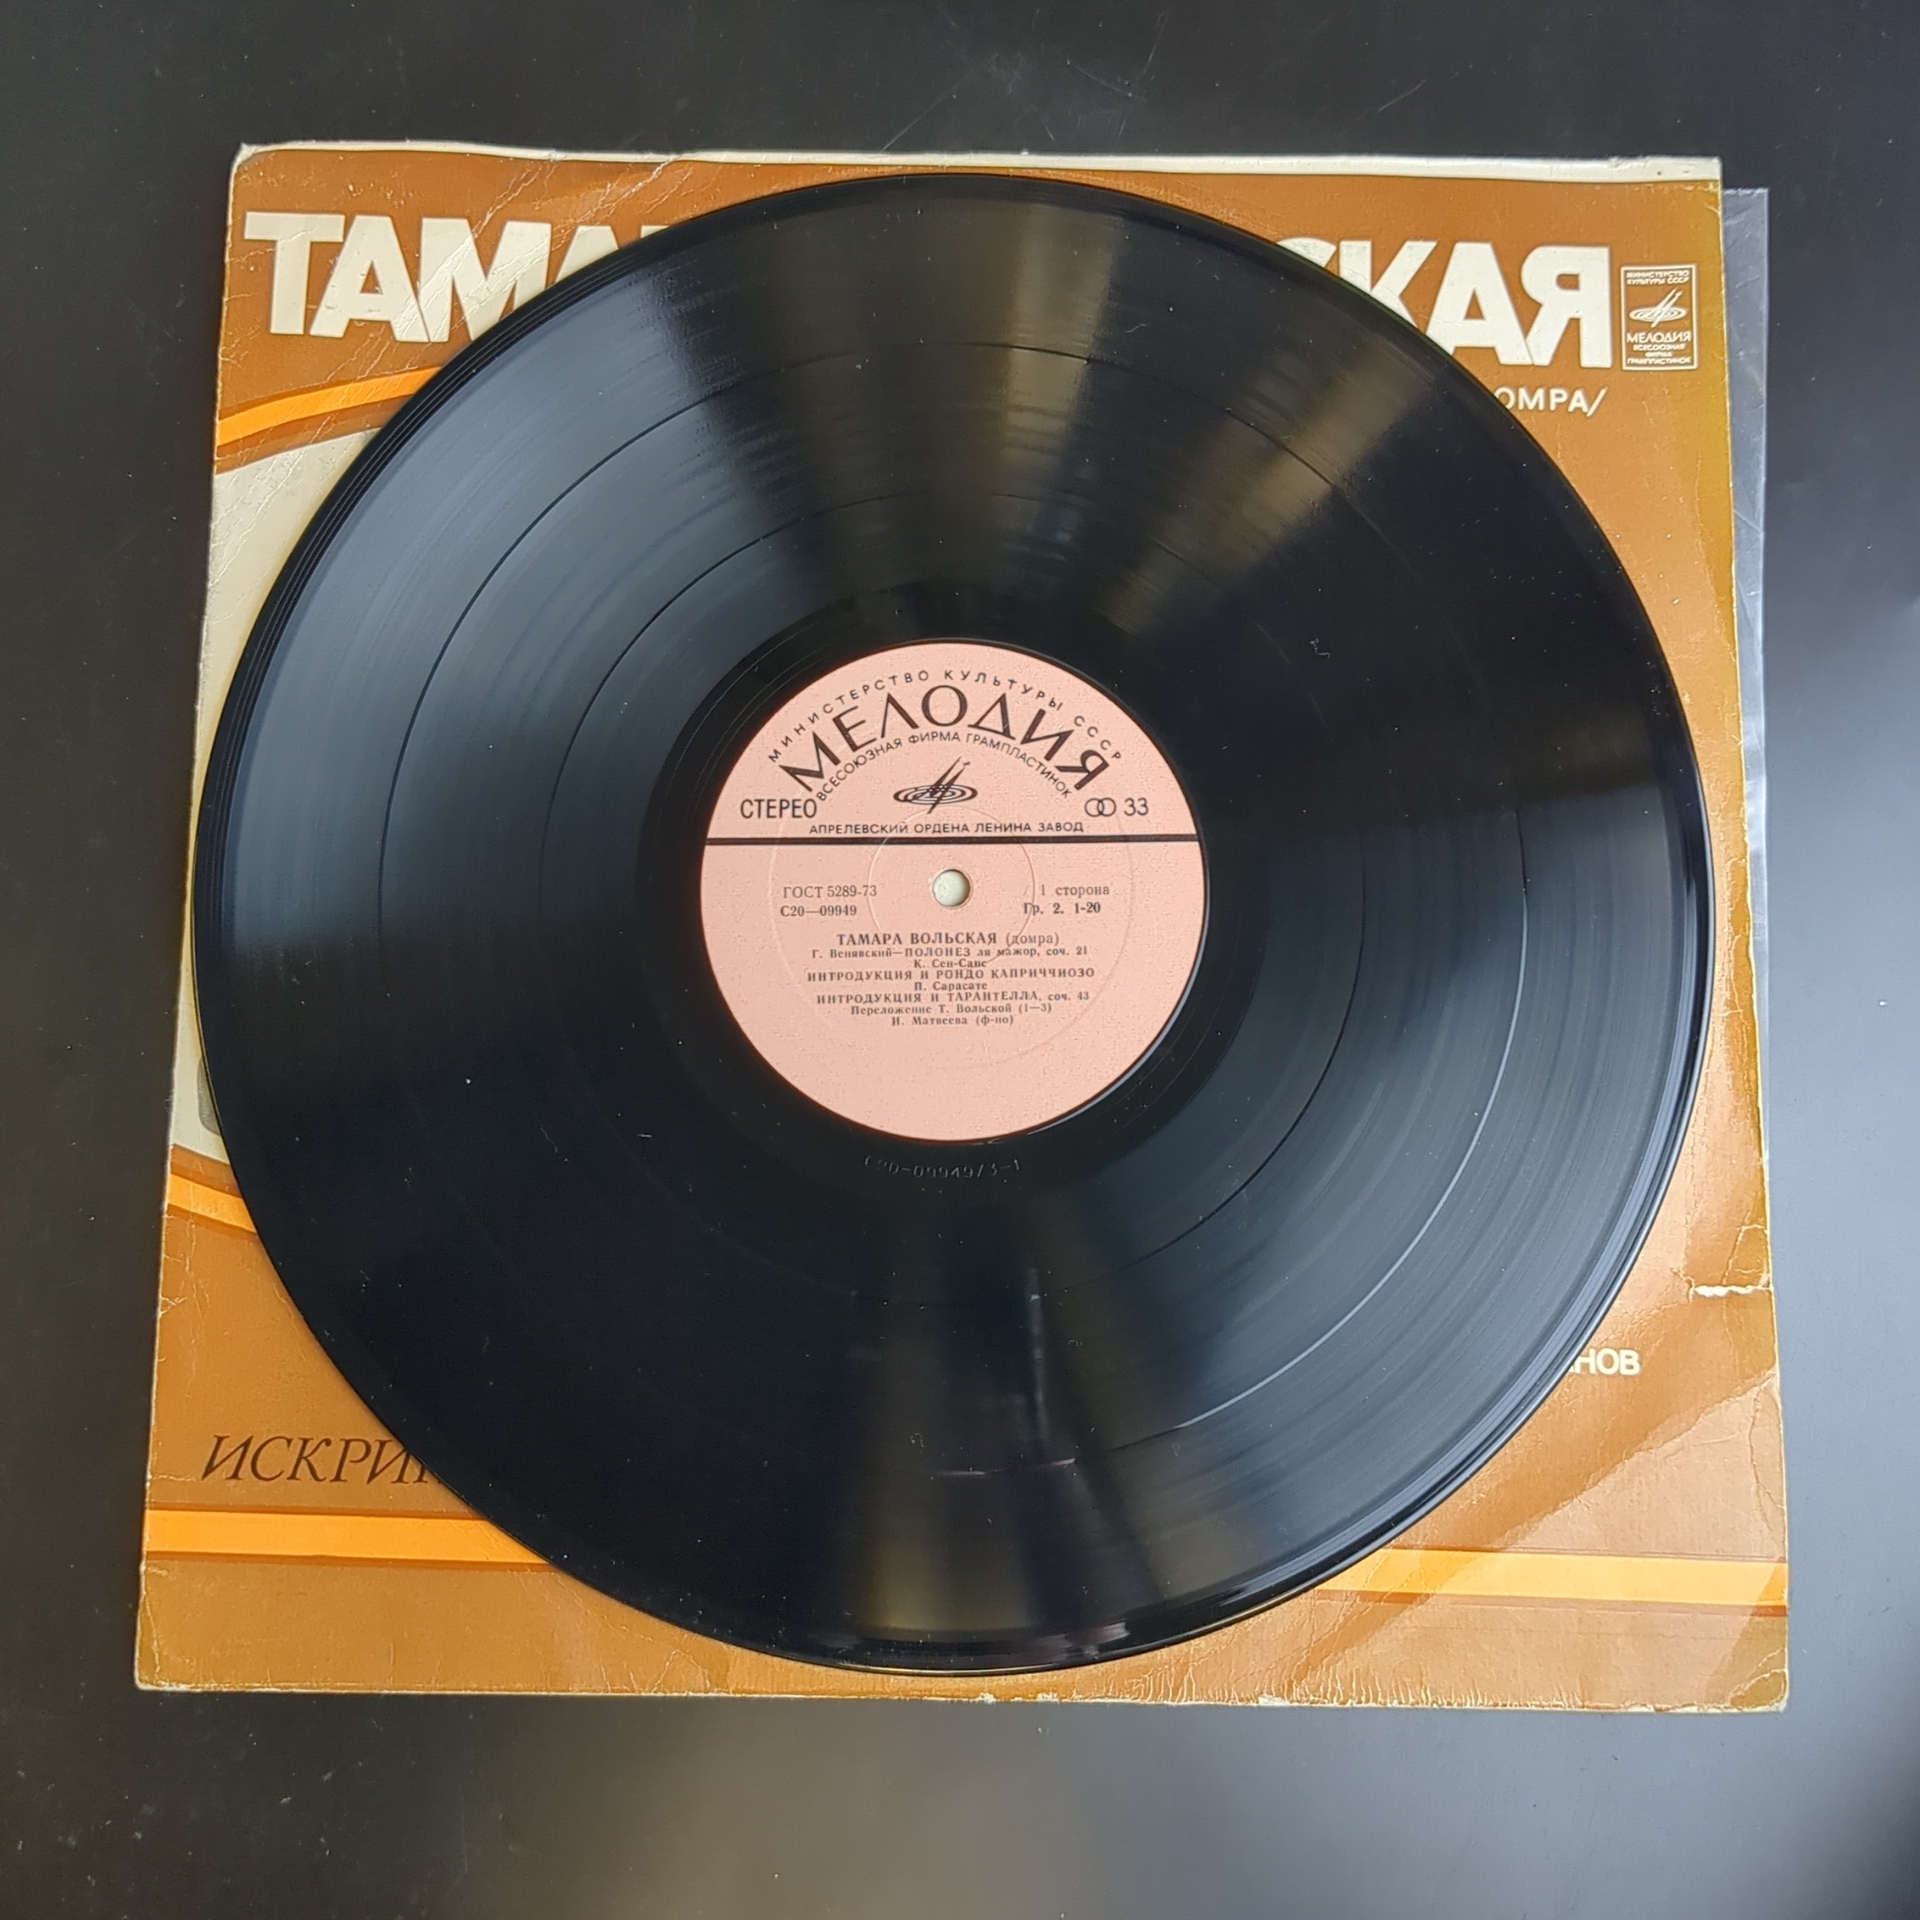 ТАМА
СКАЯ
МИНИСТЕРСТВО
КУЛЬТУРЫ СССР
МЕЛОДИЯ
ВСЕСОЮЗНАЯ
ФИРМА
ГРАМПЛАСТИНОК
ОМРА/
МИНИСТЕРСТВО КУЛЬТУРЫ СССР
МЕЛОДИЯ
ВСЕСОЮЗНАЯ ФИРМА ГРАМПЛАСТИНОК
СТЕРЕО
33
АПРЕЛЕВСКИЙ ОРДЕНА ЛЕНИНА ЗАВОД
ГОСТ 5289-73
1 сторона
С20—09949
Гр. 2. 1-20
ТАМАРА ВОЛЬСКАЯ (домра)
Г. Венявский—ПОЛОНЕЗ ля мажор, соч. 21
К. Сен-Санс
ИНТРОДУКЦИЯ И РОНДО КАПРИЧЧИОЗО
П. Сарасате
ИНТРОДУКЦИЯ И ТАРАНТЕЛЛА, соч. 43
Переложение Т. Вольской (1—3)
И. Матвеева (ф-но)
С20-09949/3-1
НОВ
ИСКРИ